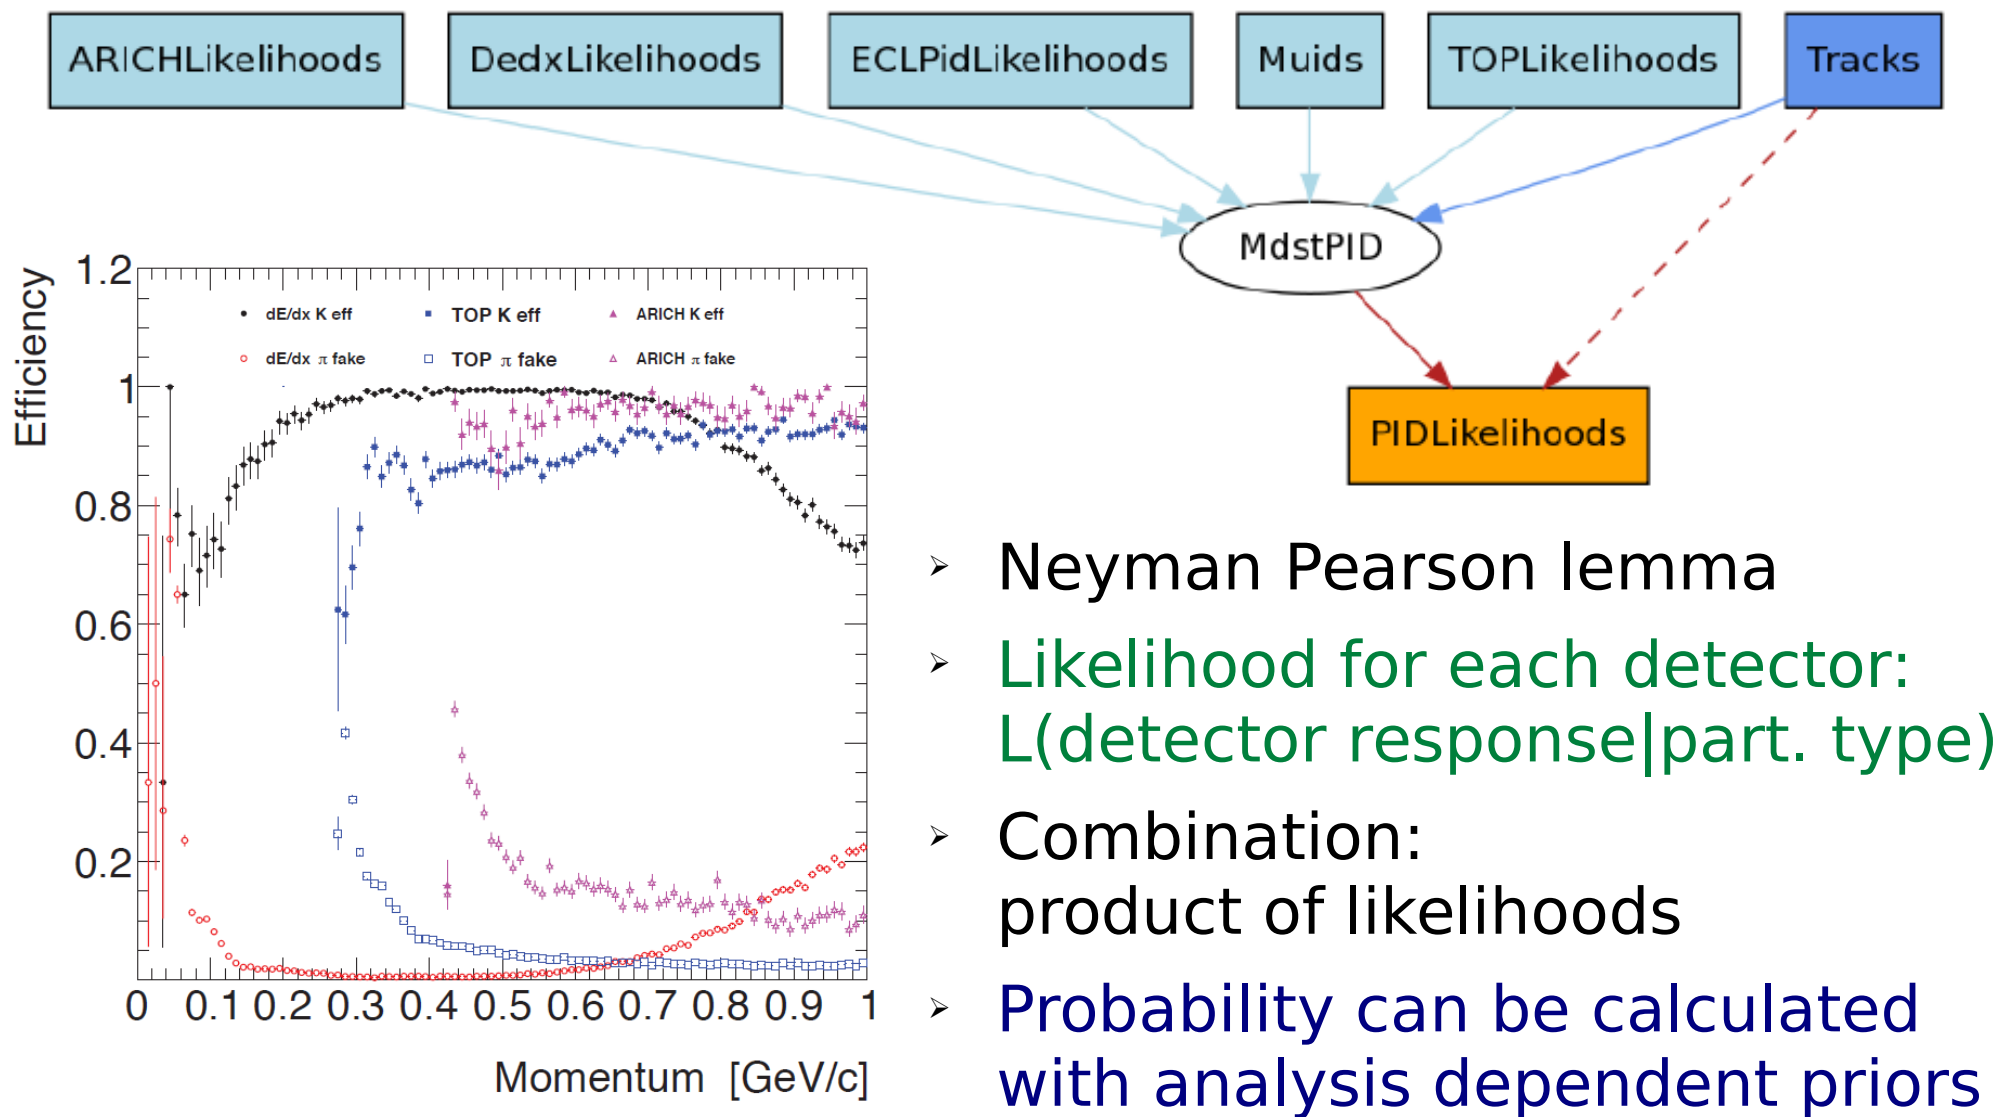 ARICHLikelihoods
DedxLikelihoods
ECLPidLikelihoods
Muids
TOPLikelihoods
Tracks
MdstPID
PIDLikelihoods
Efficiency
1.2
1
0.8
0.6
0.4
0.2
dE/dx K eff
TOP K eff
ARICH K eff
dE/dx π fake
TOP π fake
ARICH π fake
0 0.1 0.2 0.3 0.4 0.5 0.6 0.7 0.8 0.9 1
Momentum [GeV/c]
➢ Neyman Pearson lemma
➢ Likelihood for each detector:
L(detector response|part. type)
➢ Combination:
product of likelihoods
➢ Probability can be calculated
with analysis dependent priors